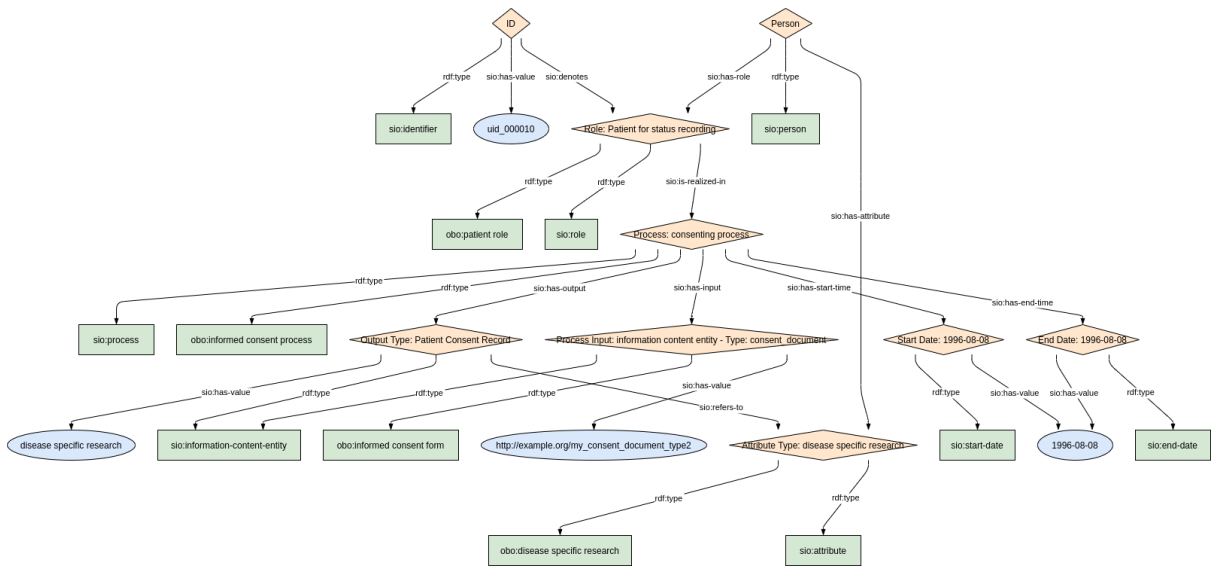 ID
Person
rdf:type
sio:has-value
sio:denotes
sio:has-role
rdf:type
sio:identifier
uid_000010
Role: Patient for status recording
sio:person
rdf:type
rdf:type
sio:is-realized-in
sio:has-attribute
obo:patient role
sio:role
Process: consenting process
rdf:type
rdf:type
sio:has-output
sio:has-input
sio:has-start-time
sio:has-end-time
sio:process
obo:informed consent process
Output Type: Patient Consent Record
Process Input: information content entity - Type: consent_document
Start Date: 1996-08-08
End Date: 1996-08-08
sio:has-value
rdf:type
rdf:type
rdf:type
sio:has-value
sio:refers-to
rdf:type
sio:has-value
sio:has-value
rdf:type
disease specific research
sio:information-content-entity
obo:informed consent form
http://example.org/my_consent_document_type2
Attribute Type: disease specific research
sio:start-date
1996-08-08
sio:end-date
rdf:type
rdf:type
obo:disease specific research
sio:attribute